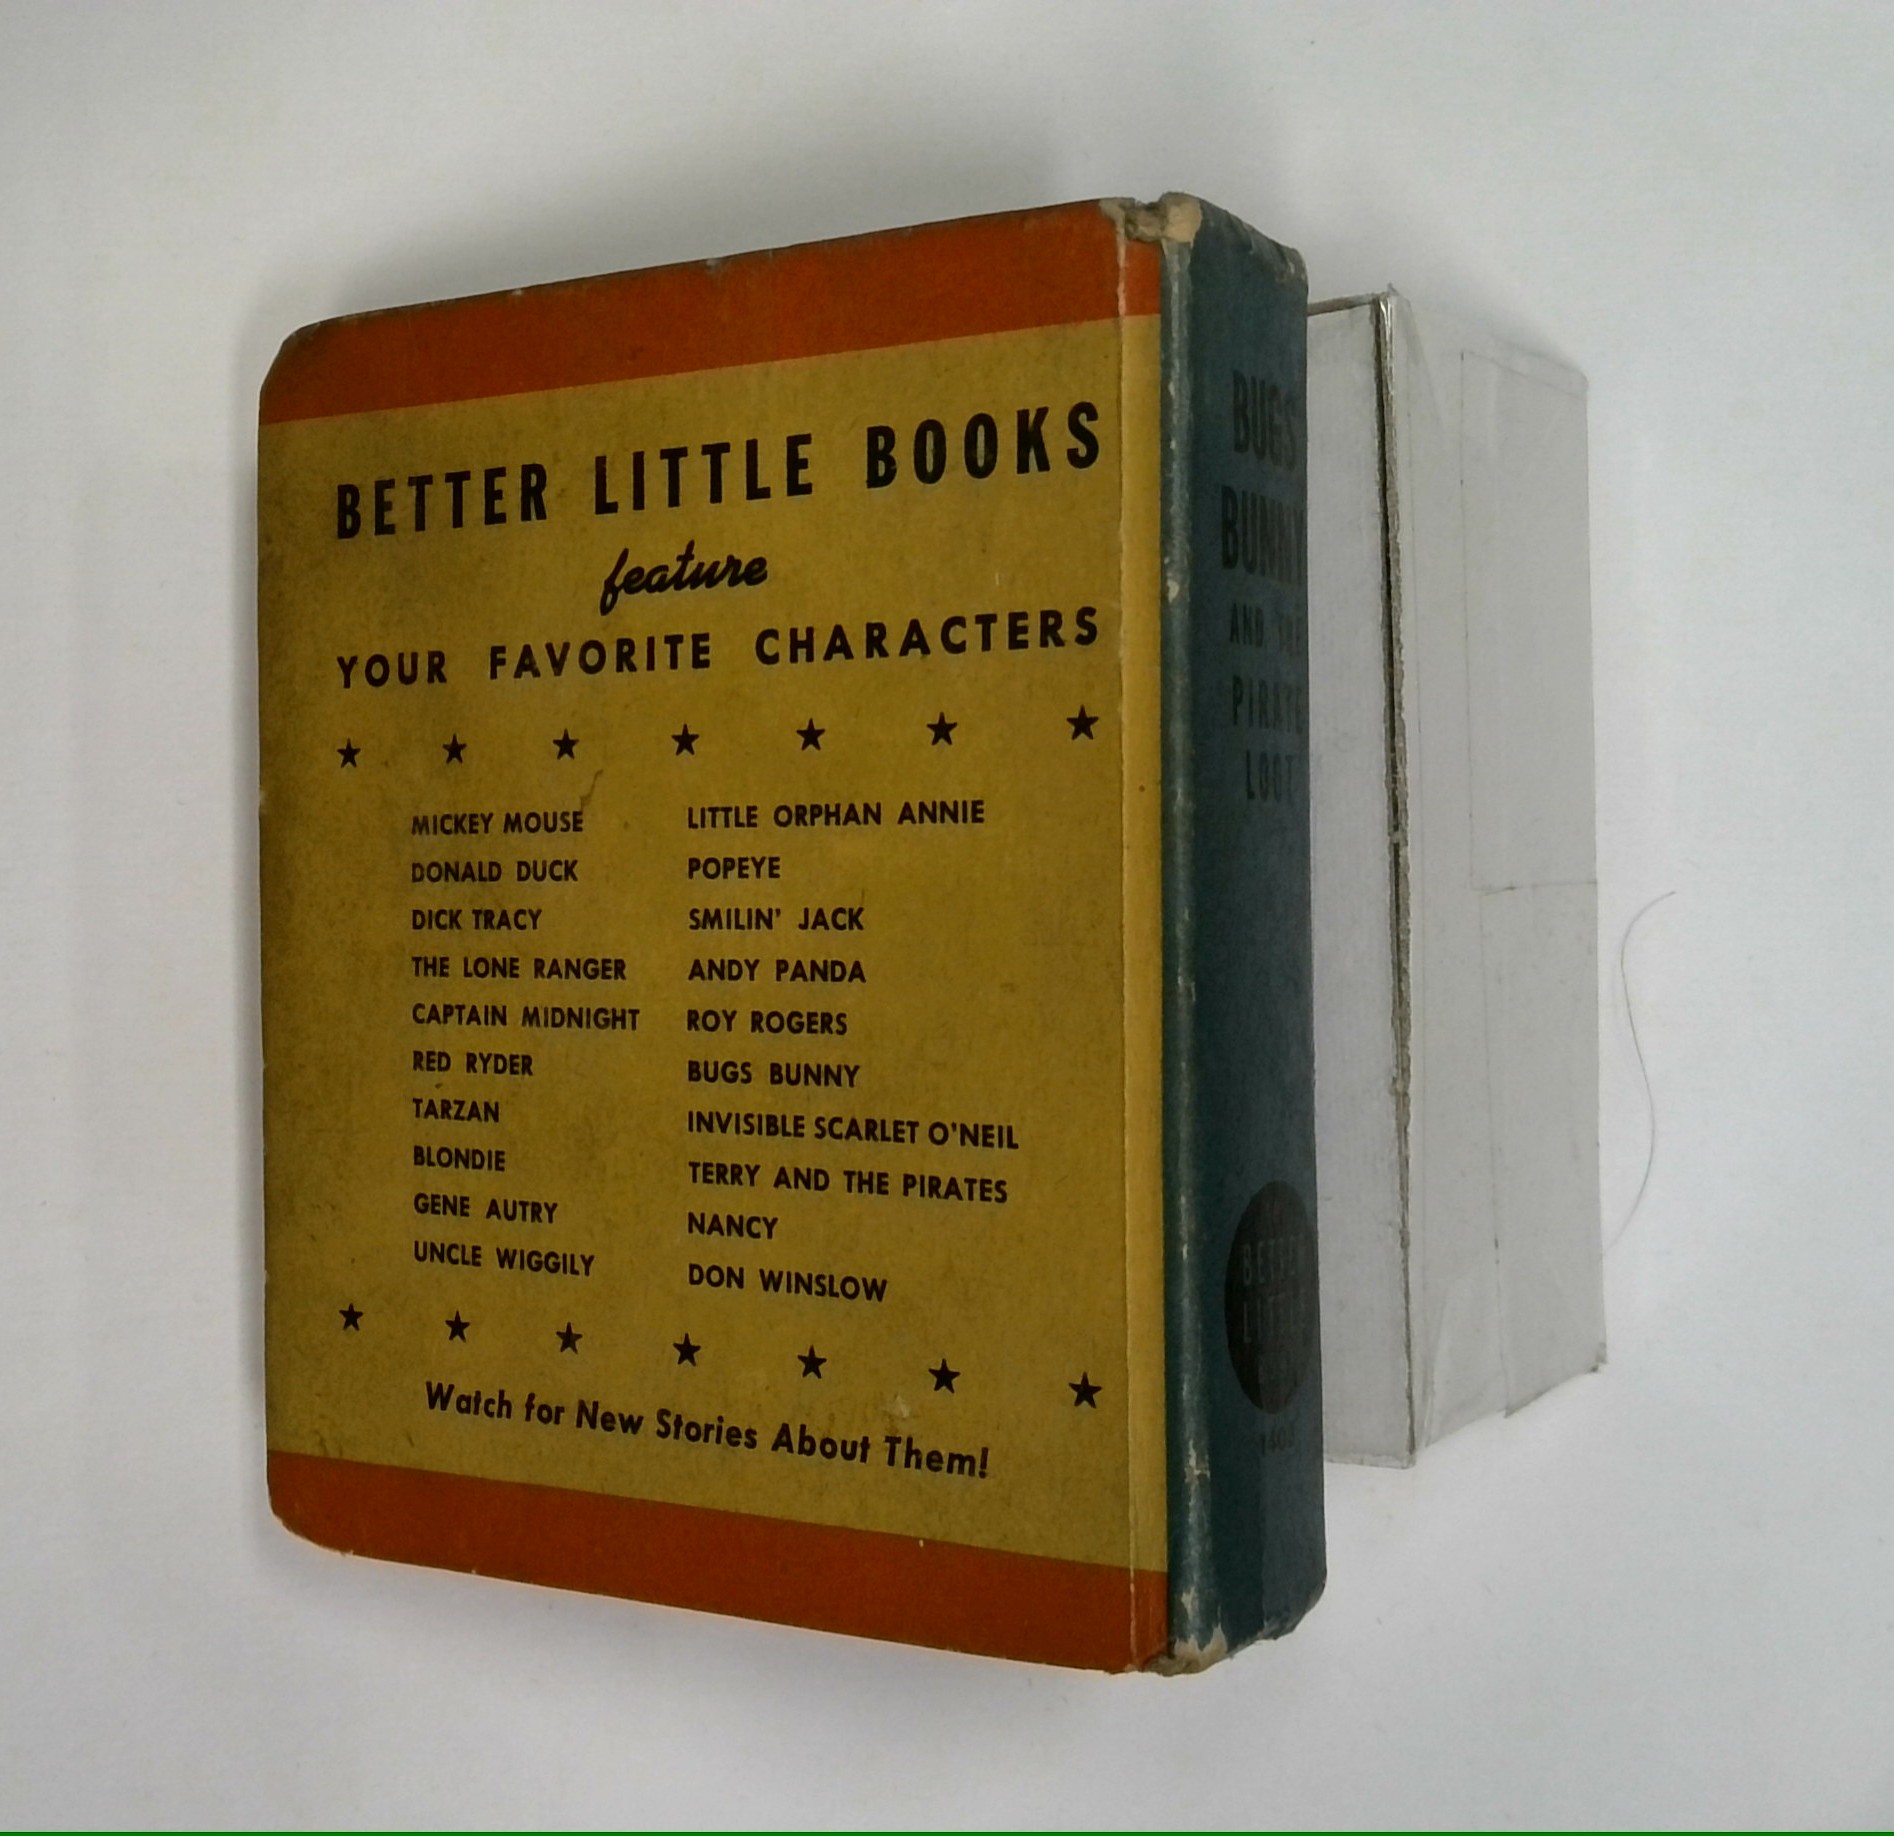 BETTER LITTLE BOOKS
feature
YOUR FAVORITE CHARACTERS
MICKEY MOUSE
DONALD DUCK
DICK TRACY
THE LONE RANGER
CAPTAIN MIDNIGHT
RED RYDER
TARZAN
BLONDIE
GENE AUTRY
UNCLE WIGGILY
LITTLE ORPHAN ANNIE
POPEYE
SMILIN' JACK
ANDY PANDA
ROY ROGERS
BUGS BUNNY
INVISIBLE SCARLET O'NEIL
TERRY AND THE PIRATES
NANCY
DON WINSLOW
Watch for New Stories About Them!
BUGS
BUNNY
AND THE
PIRATE
LOOT
BETTER
LITTLE